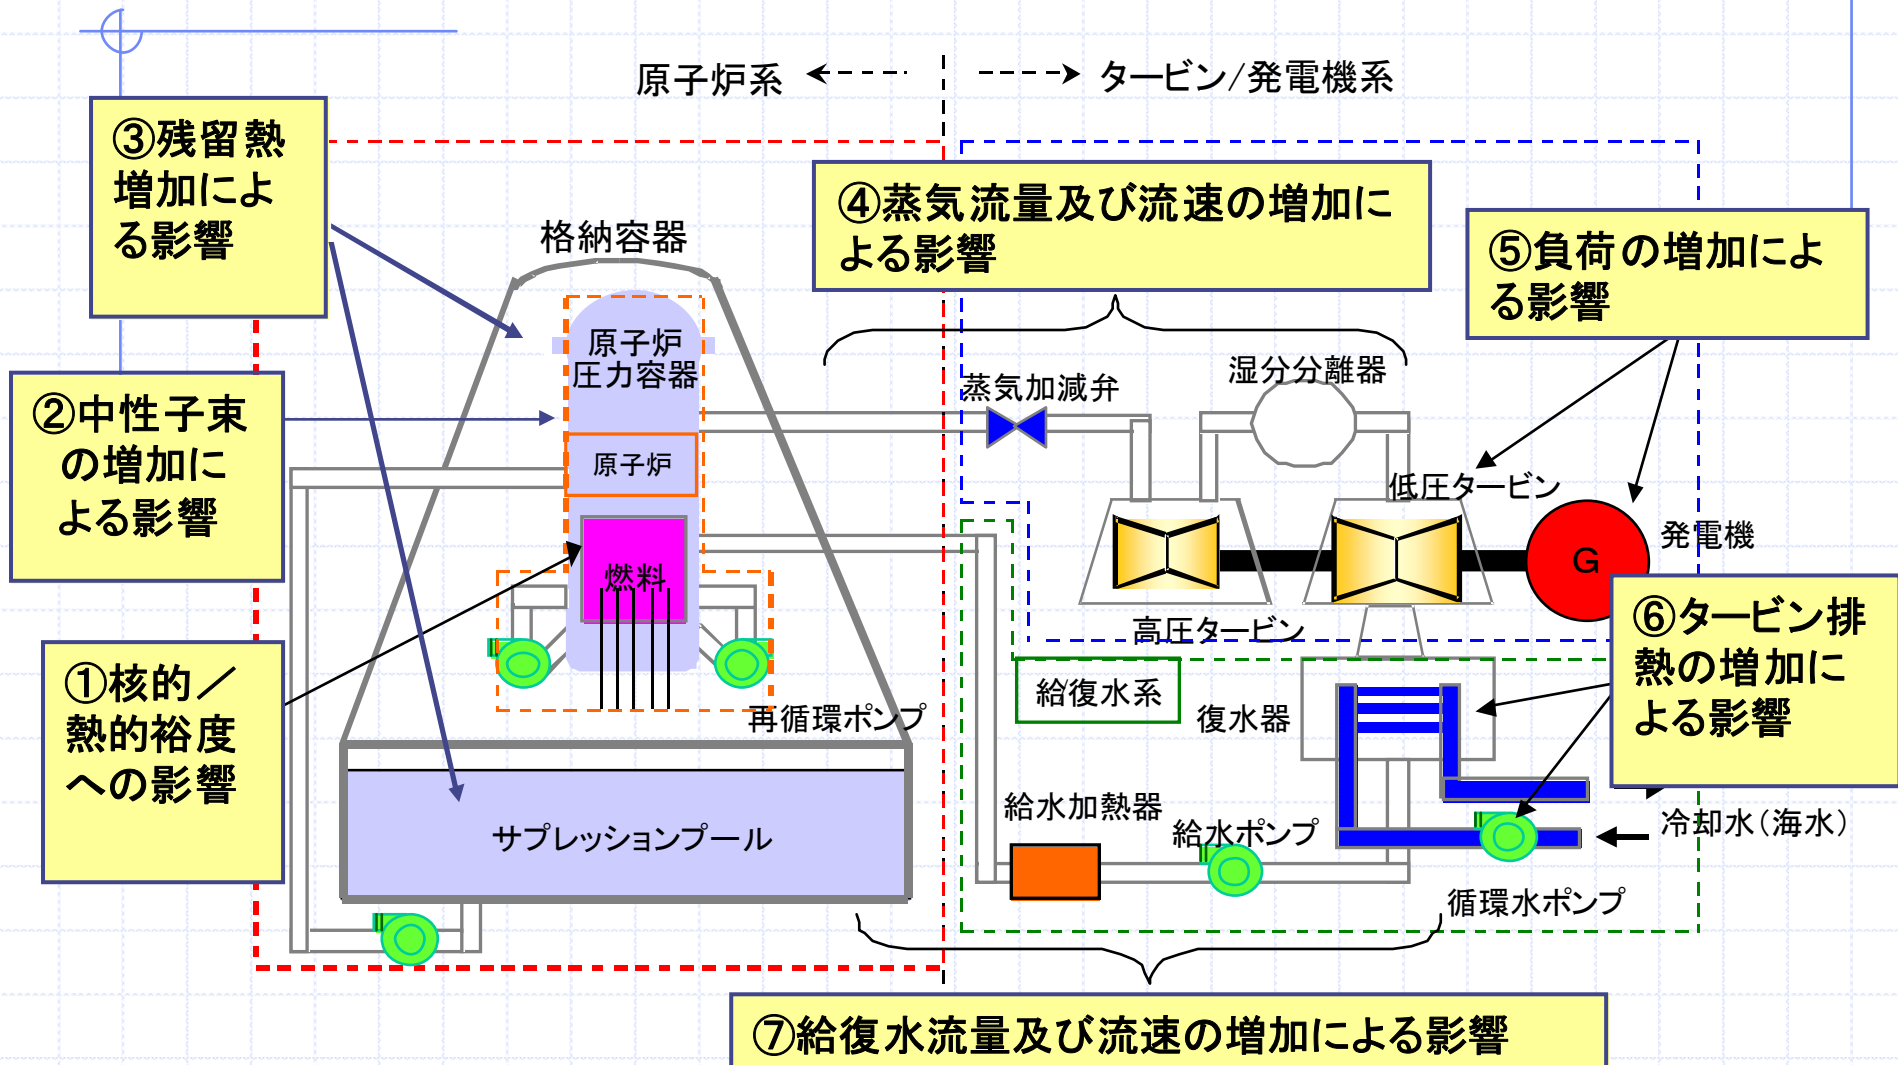 原子炉系
タービン/発電機系
③残留熱
増加によ
る影響
④蒸気流量及び流速の増加に
よる影響
⑤負荷の増加によ
る影響
格納容器
原子炉
圧力容器
蒸気加減弁
湿分分離器
②中性子束
の増加に
よる影響
原子炉
低圧タービン
発電機
G
燃料
高圧タービン
⑥タービン排
熱の増加に
よる影響
①核的／
熱的裕度
への影響
給復水系
復水器
再循環ポンプ
給水加熱器
給水ポンプ
冷却水（海水）
サプレッションプール
循環水ポンプ
⑦給復水流量及び流速の増加による影響